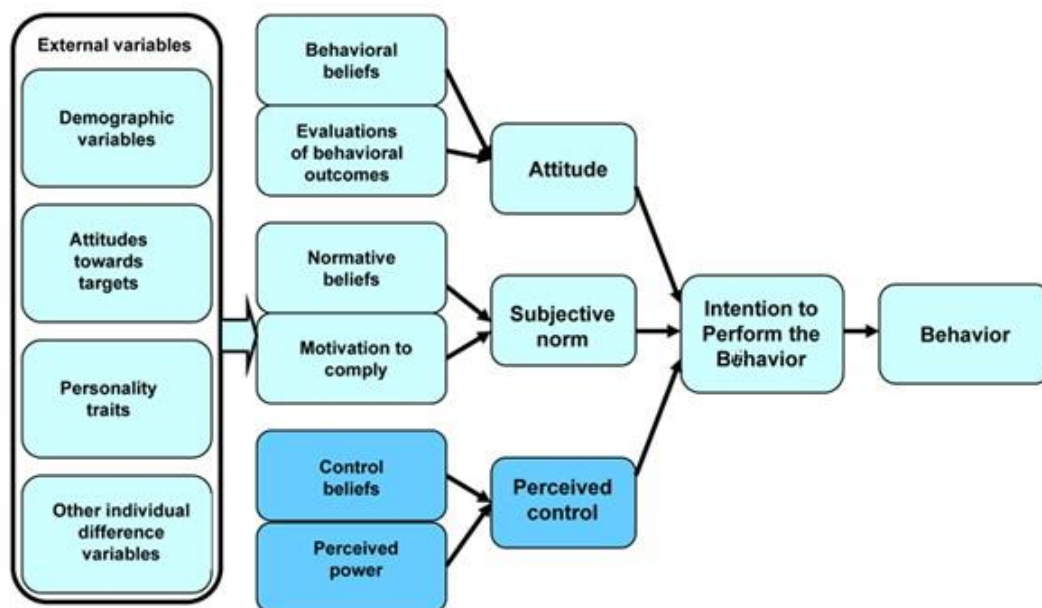 External variables
Demographic
variables
Attitudes
towards
targets
Personality
traits
Other individual
difference
variables
Behavioral
beliefs
Evaluations
of behavioral
outcomes
Normative
beliefs
Motivation to
comply
Control
beliefs
Perceived
power
Attitude
Subjective
norm
Perceived
control
Intention to
Perform the
Behavior
Behavior